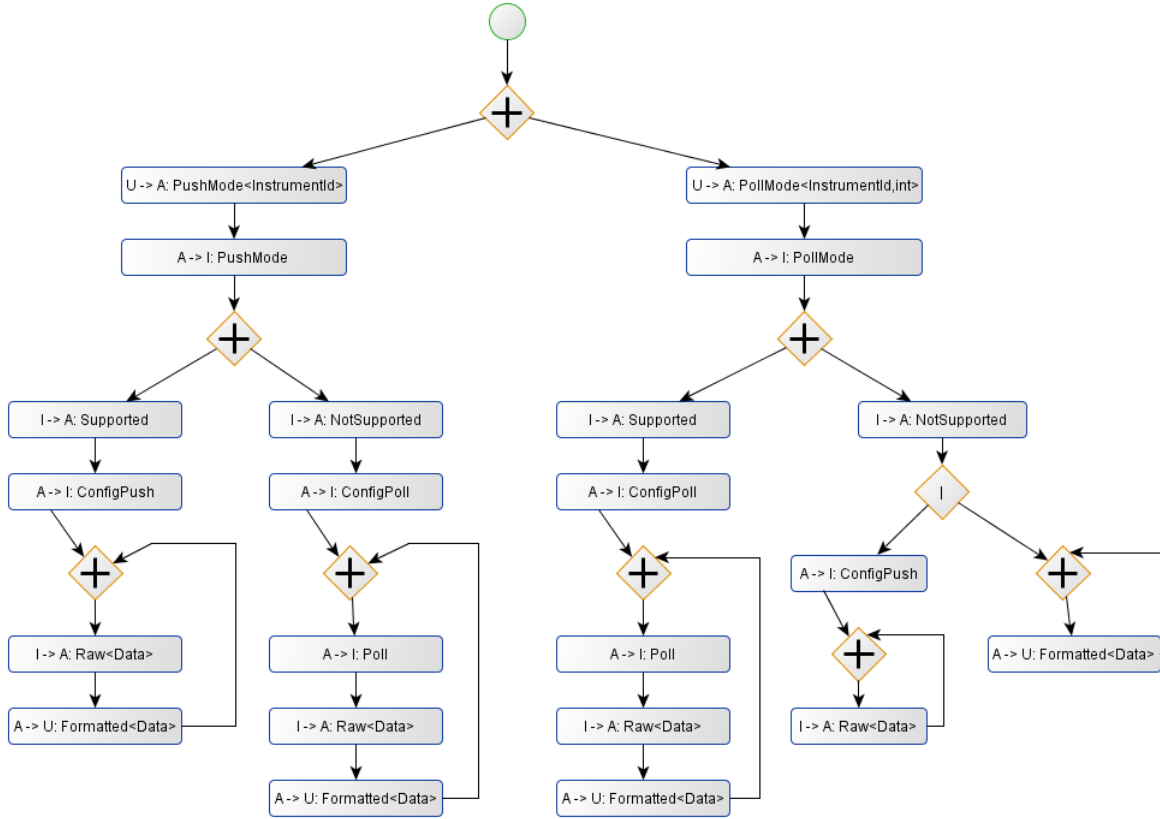 U -> A: PushMode<InstrumentId>
U -> A: PollMode<InstrumentId,int>
A -> I: PushMode
A -> I: PollMode
I -> A: Supported
I -> A: NotSupported
I -> A: Supported
I -> A: NotSupported
A -> I: ConfigPush
A -> I: ConfigPoll
A -> I: ConfigPoll
I
A -> I: ConfigPush
I -> A: Raw<Data>
A -> I: Poll
A -> I: Poll
A -> U: Formatted<Data>
A -> U: Formatted<Data>
I -> A: Raw<Data>
I -> A: Raw<Data>
I -> A: Raw<Data>
A -> U: Formatted<Data>
A -> U: Formatted<Data>